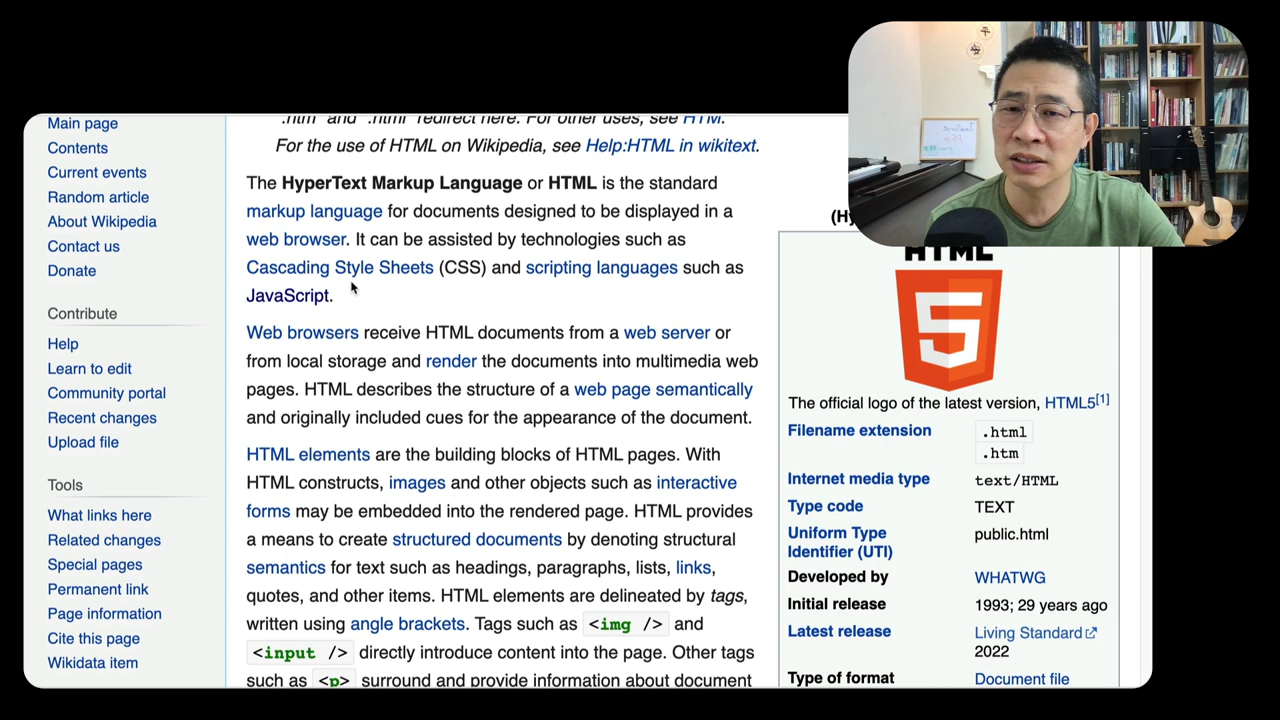 Main page
Contents
Current events
Random article
About Wikipedia
Contact us
Donate
Contribute
Help
Learn to edit
Community portal
Recent changes
Upload file
Tools
What links here
Related changes
Special pages
Permanent link
Page information
Cite this page
Wikidata item
".htm" and ".html" redirect here. For other uses, see HTM.
For the use of HTML on Wikipedia, see Help:HTML in wikitext.
The HyperText Markup Language or HTML is the standard
markup language for documents designed to be displayed in a
web browser. It can be assisted by technologies such as
Cascading Style Sheets (CSS) and scripting languages such as
JavaScript.
Web browsers receive HTML documents from a web server or
from local storage and render the documents into multimedia web
pages. HTML describes the structure of a web page semantically
and originally included cues for the appearance of the document.
HTML elements are the building blocks of HTML pages. With
HTML constructs, images and other objects such as interactive
forms may be embedded into the rendered page. HTML provides
a means to create structured documents by denoting structural
semantics for text such as headings, paragraphs, lists, links,
quotes, and other items. HTML elements are delineated by tags,
written using angle brackets. Tags such as <img /> and
<input /> directly introduce content into the page. Other tags
such as <p> surround and provide information about document
HTML
5
The official logo of the latest version, HTML5[1]
Filename extension .html
.htm
Internet media type text/HTML
Type code TEXT
Uniform Type
Identifier (UTI) public.html
Developed by WHATWG
Initial release 1993; 29 years ago
Latest release Living Standard
2022
Type of format Document file